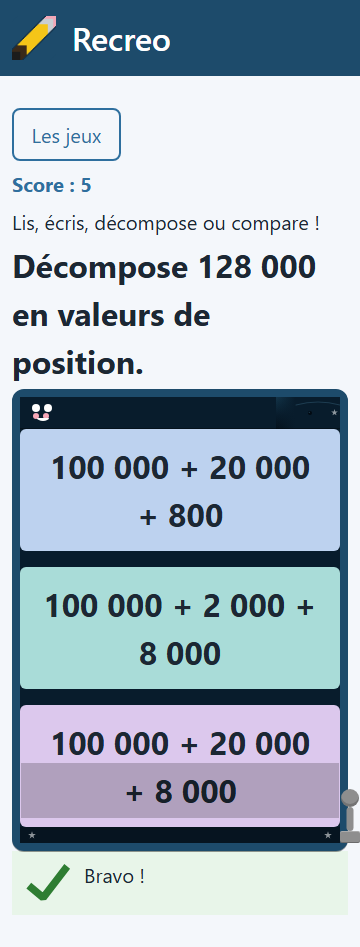 Recreo
Les jeux
Score : 5
Lis, écris, décompose ou compare !
Décompose 128 000
en valeurs de
position.
100 000 + 20 000
+ 800
100 000 + 2 000 +
8 000
100 000 + 20 000
+ 8 000
Bravo !